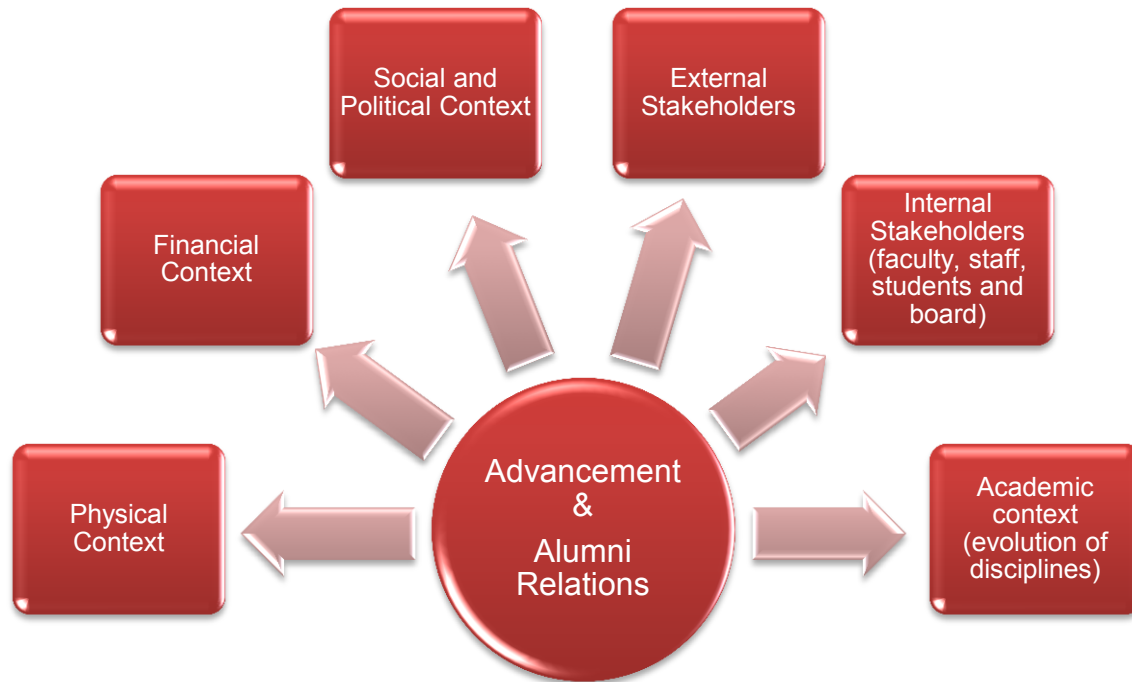 Social and
Political Context
External
Stakeholders
Financial
Context
Internal
Stakeholders
(faculty, staff,
students and
board)
Physical
Context
Advancement
&
Alumni
Relations
Academic
context
(evolution of
disciplines)